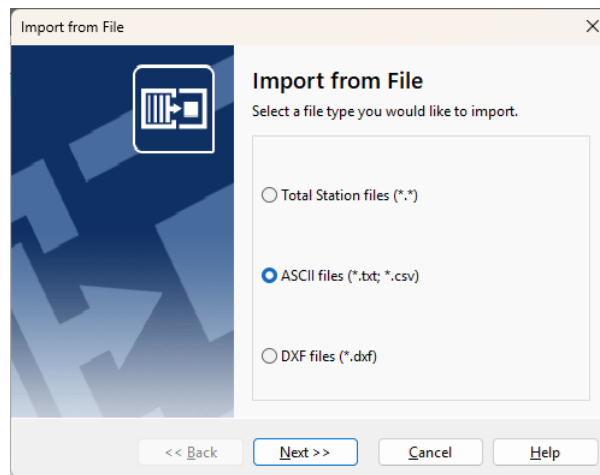 Import from File
Import from File
Select a file type you would like to import.
Total Station files (*.*)
ASCII files (*.txt; *.csv)
DXF files (*.dxf)
<< Back
Next >>
Cancel
Help